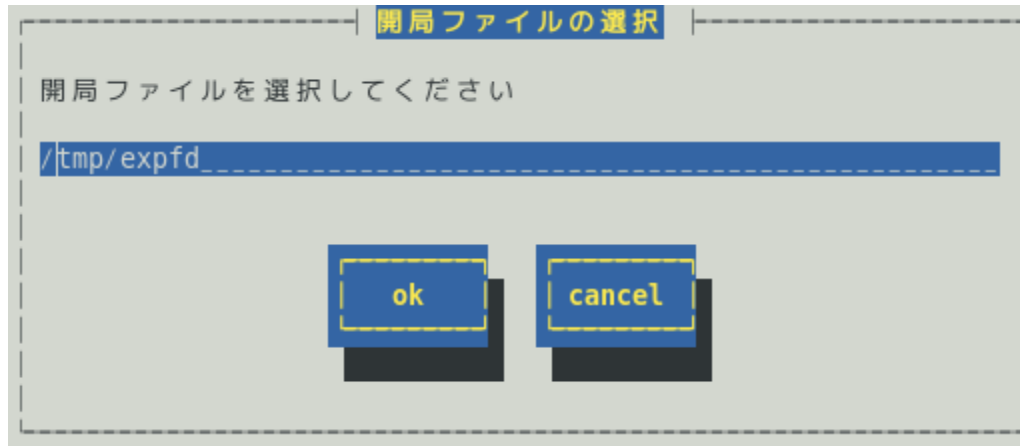 開局ファイルの選択
開局ファイルを選択してください
/tmp/expfd__________________________________________________
ok cancel